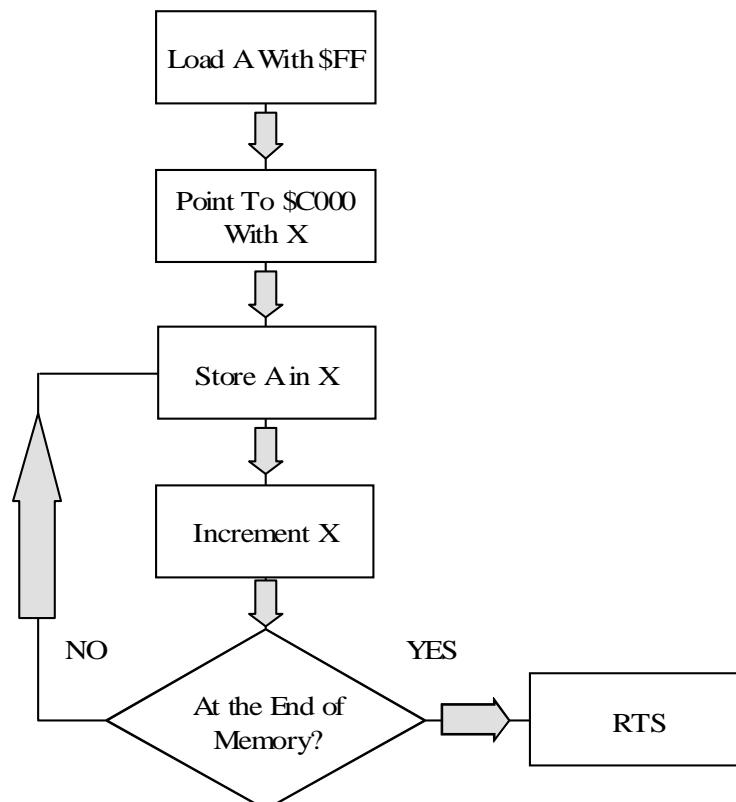 Load A With $FF
Point To $C000
With X
Store A in X
Increment X
NO
YES
At the End of
Memory?
RTS